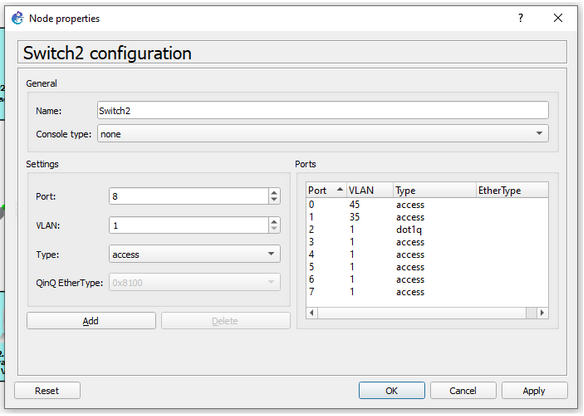 Node properties
Switch2 configuration
General
Name: Switch2
Console type: none
Settings
Port: 8
VLAN: 1
Type: access
QinQ EtherType: 0x8100
Add Delete
Ports
Port VLAN Type EtherType
0 45 access
1 35 access
2 1 dot1q
3 1 access
4 1 access
5 1 access
6 1 access
7 1 access
Reset OK Cancel Apply